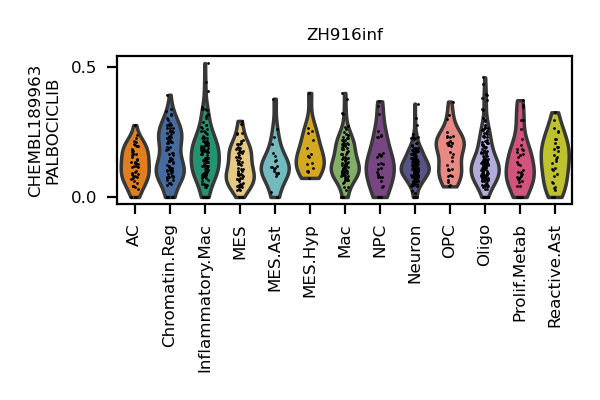 ZH916inf
CHEMBL189963
PALBOCICLIB
0.5
0.0
AC
Chromatin.Reg
Inflammatory.Mac
MES
MES.Ast
MES.Hyp
Mac
NPC
Neuron
OPC
Oligo
Prolif.Metab
Reactive.Ast